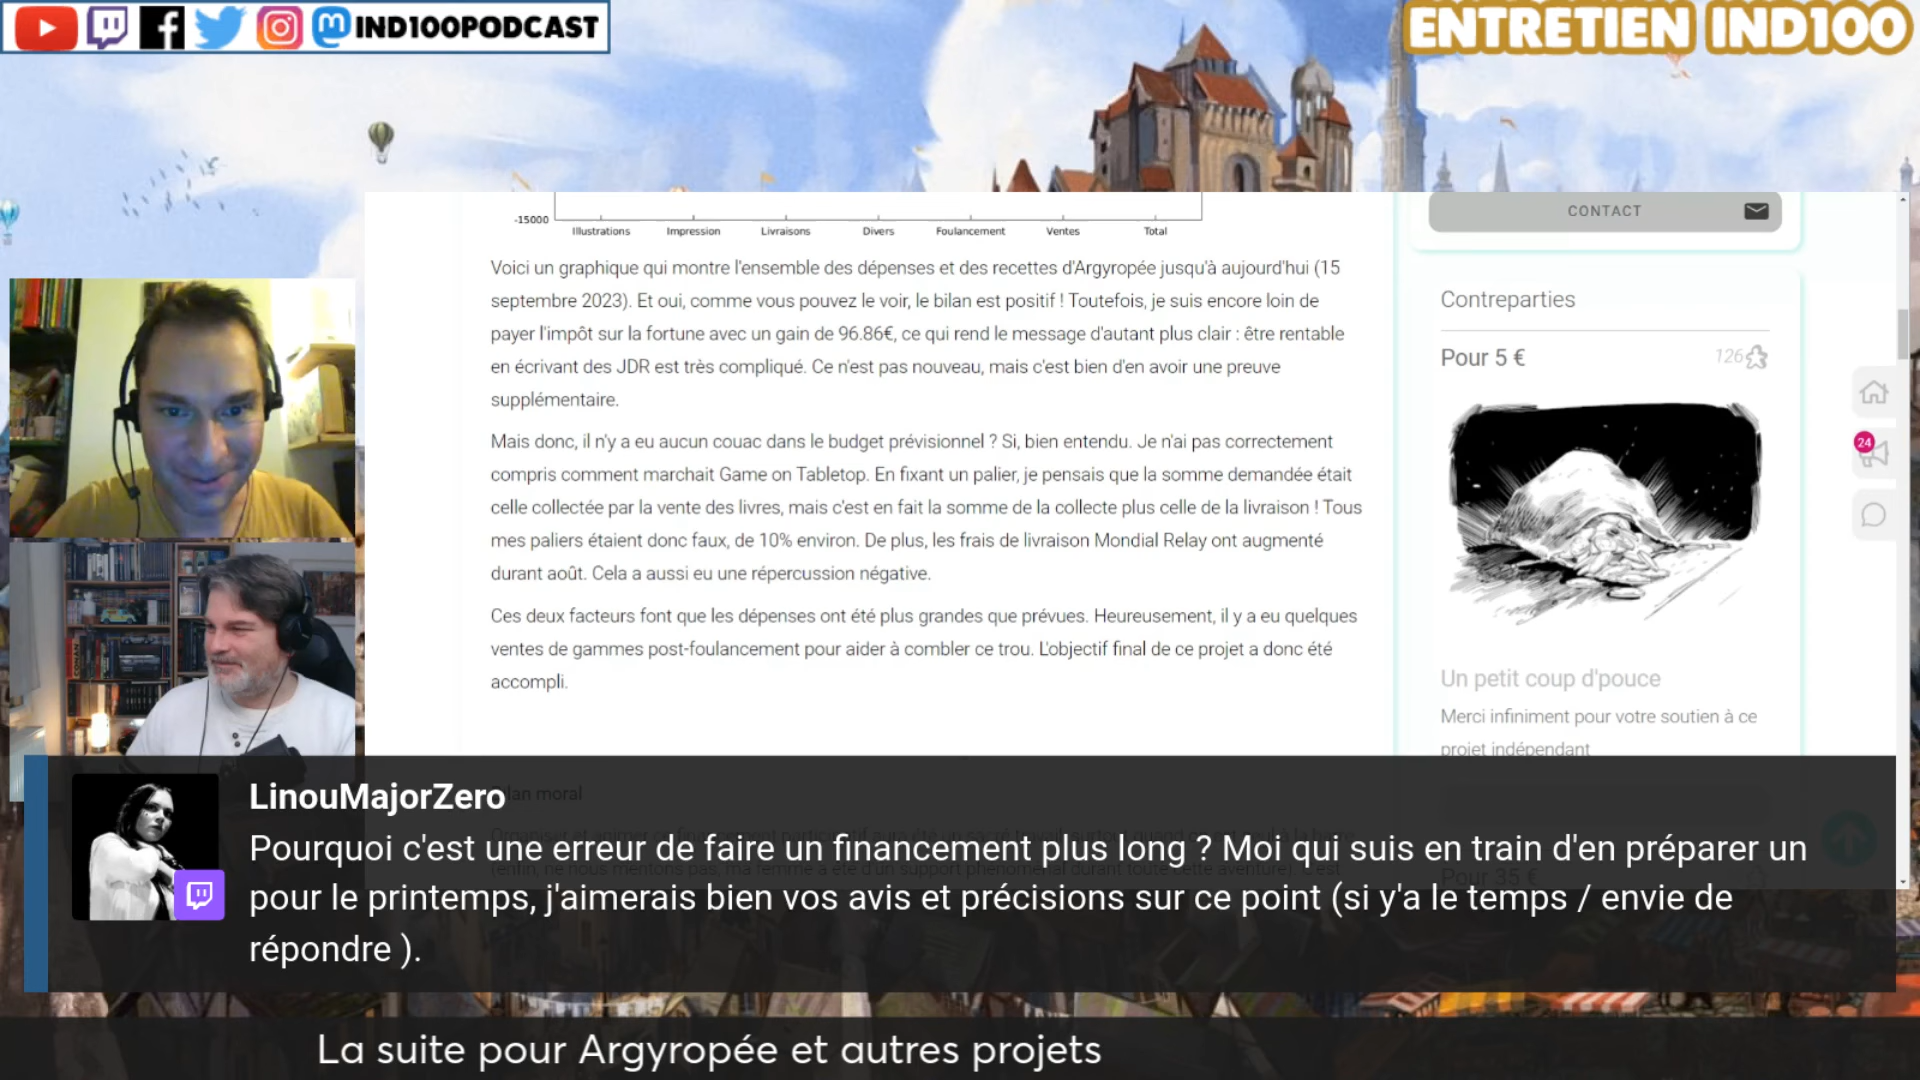 IND100PODCAST
ENTRETIEN IND100
-15000
Illustrations Impression Livraisons Divers Foulancement Ventes Total
Voici un graphique qui montre l'ensemble des dépenses et des recettes d'Argyropée jusqu'à aujourd'hui (15
septembre 2023). Et oui, comme vous pouvez le voir, le bilan est positif ! Toutefois, je suis encore loin de
payer l'impôt sur la fortune avec un gain de 96.86€, ce qui rend le message d'autant plus clair : être rentable
en écrivant des JDR est très compliqué. Ce n'est pas nouveau, mais c'est bien d'en avoir une preuve
supplémentaire.
Mais donc, il n'y a eu aucun couac dans le budget prévisionnel ? Si, bien entendu. Je n'ai pas correctement
compris comment marchait Game on Tabletop. En fixant un palier, je pensais que la somme demandée était
celle collectée par la vente des livres, mais c'est en fait la somme de la collecte plus celle de la livraison ! Tous
mes paliers étaient donc faux, de 10% environ. De plus, les frais de livraison Mondial Relay ont augmenté
durant août. Cela a aussi eu une répercussion négative.
Ces deux facteurs font que les dépenses ont été plus grandes que prévues. Heureusement, il y a eu quelques
ventes de gammes post-foulancement pour aider à combler ce trou. L'objectif final de ce projet a donc été
accompli.
CONTACT
Contreparties
Pour 5 €
126
24
Un petit coup d'pouce
Merci infiniment pour votre soutien à ce
projet indépendant
Pour 35 €
CONAN
lan moral
LinouMajorZero
Pourquoi c'est une erreur de faire un financement plus long ? Moi qui suis en train d'en préparer un
pour le printemps, j'aimerais bien vos avis et précisions sur ce point (si y'a le temps / envie de
répondre ).
La suite pour Argyropée et autres projets